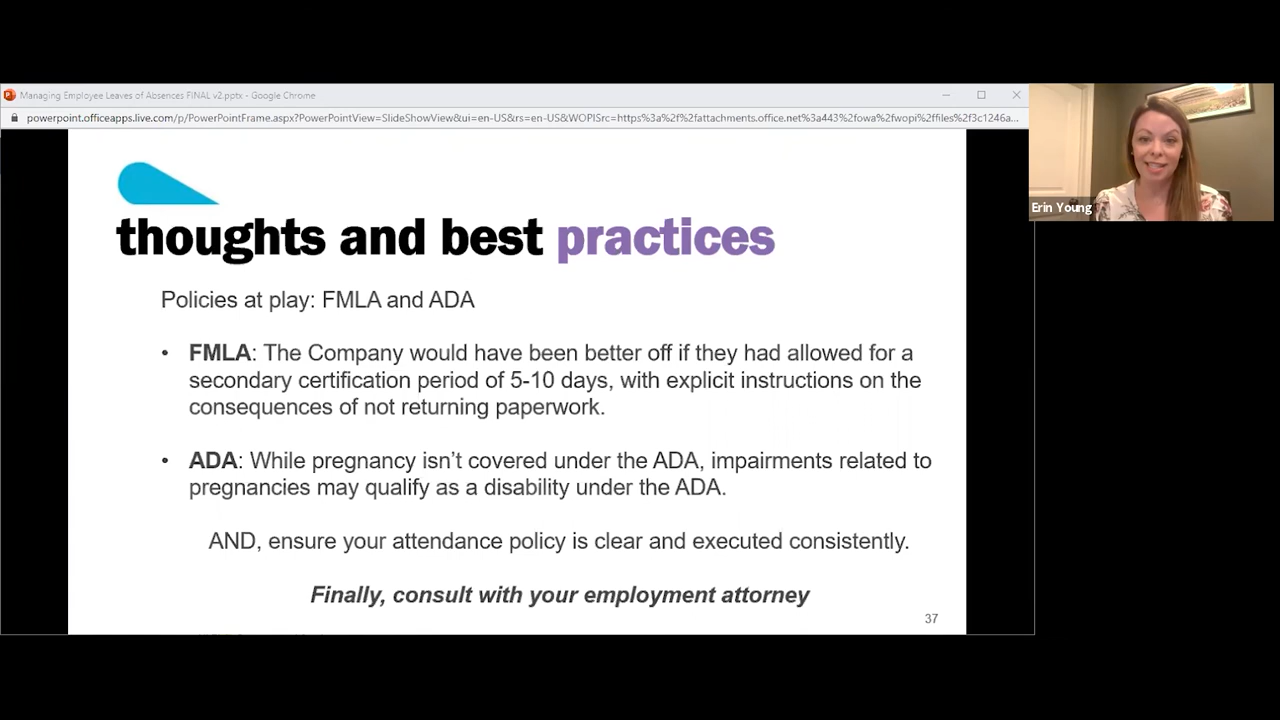 Managing Employee Leaves of Absences FINAL v2.pptx - Google Chrome
powerpoint.officeapps.live.com/p/PowerPointFrame.aspx?PowerPointView=SlideShowView&ui=en-US&rs=en-US&WOPISrc=https%3a%2f%2fattachments.office.net%3a443%2fowa%2fwopi%2ffiles%2f3c1246a...
Erin Young
thoughts and best practices
Policies at play: FMLA and ADA
• FMLA: The Company would have been better off if they had allowed for a
secondary certification period of 5-10 days, with explicit instructions on the
consequences of not returning paperwork.
• ADA: While pregnancy isn’t covered under the ADA, impairments related to
pregnancies may qualify as a disability under the ADA.
AND, ensure your attendance policy is clear and executed consistently.
Finally, consult with your employment attorney
37